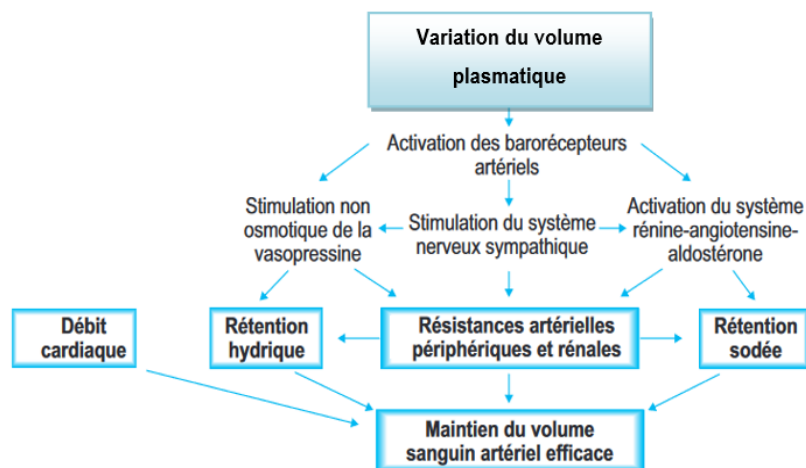 Variation du volume
plasmatique
Activation des barorécepteurs
artériels
Stimulation non
osmotique de la
vasopressine
Stimulation du système
nerveux sympathique
Activation du système
rénine-angiotensine-
aldostérone
Débit
cardiaque
Rétention
hydrique
Résistances artérielles
périphériques et rénales
Rétention
sodée
Maintien du volume
sanguin artériel efficace